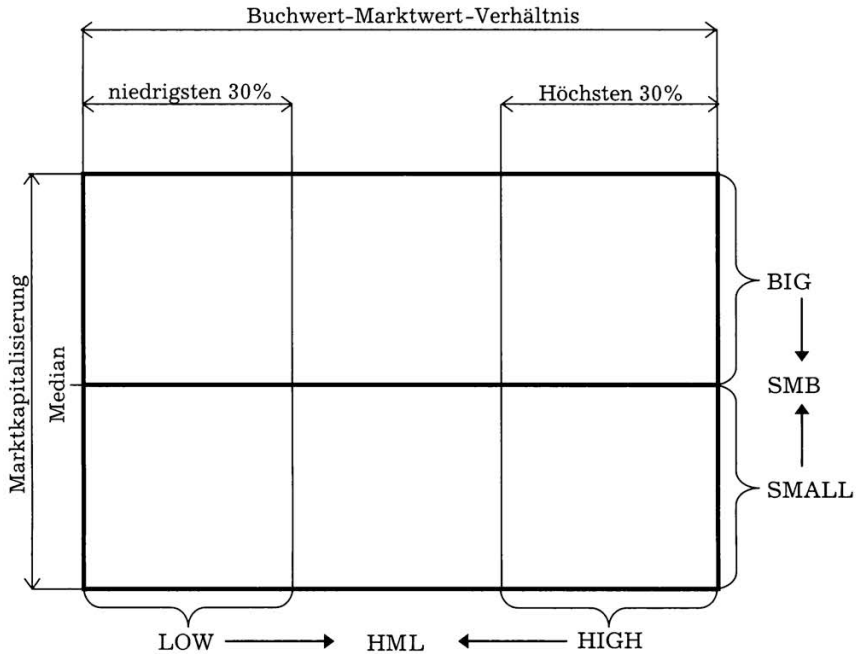 Buchwert-Marktwert-Verhältnis
niedrigsten 30%
Höchsten 30%
Marktkapitalisierung
Median
BIG
SMB
SMALL
LOW
HML
HIGH